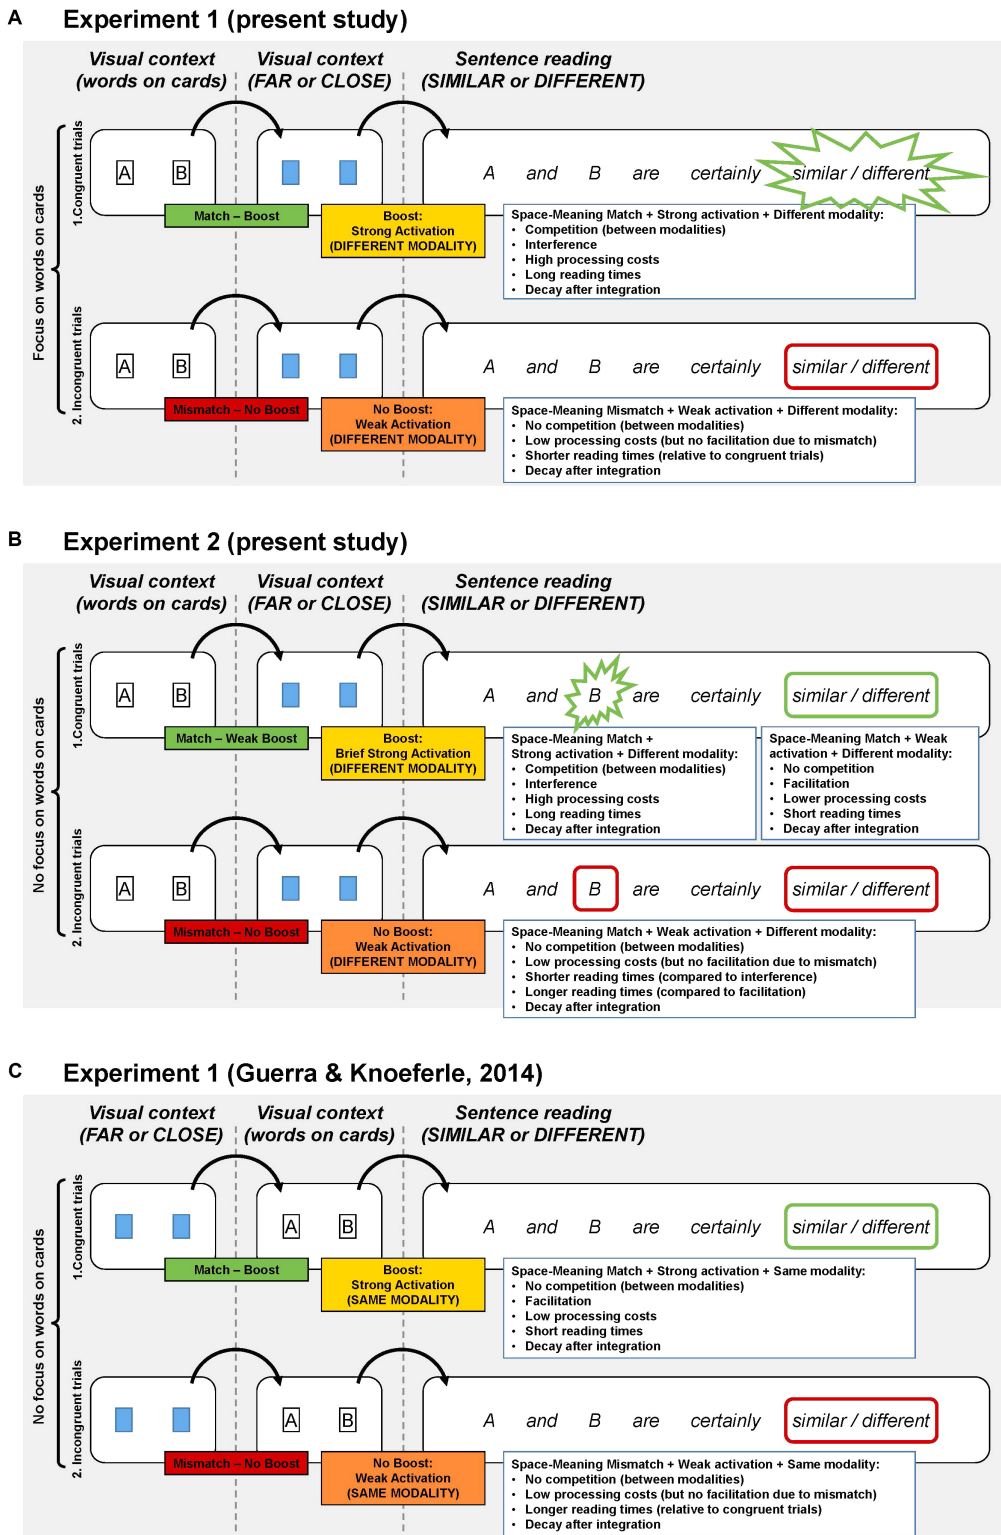 A Experiment 1 (present study)
Visual context (words on cards)
Visual context (FAR or CLOSE)
Sentence reading (SIMILAR or DIFFERENT)
Focus on words on cards
1.Congruent trials
A B
A and B are certainly similar / different
Match – Boost
Boost:
Strong Activation
(DIFFERENT MODALITY)
Space-Meaning Match + Strong activation + Different modality:
• Competition (between modalities)
• Interference
• High processing costs
• Long reading times
• Decay after integration
2. Incongruent trials
A B
A and B are certainly similar / different
Mismatch – No Boost
No Boost:
Weak Activation
(DIFFERENT MODALITY)
Space-Meaning Mismatch + Weak activation + Different modality:
• No competition (between modalities)
• Low processing costs (but no facilitation due to mismatch)
• Shorter reading times (relative to congruent trials)
• Decay after integration
B Experiment 2 (present study)
Visual context (words on cards)
Visual context (FAR or CLOSE)
Sentence reading (SIMILAR or DIFFERENT)
No focus on words on cards
1.Congruent trials
A B
A and B are certainly similar / different
Match – Weak Boost
Boost:
Brief Strong Activation
(DIFFERENT MODALITY)
Space-Meaning Match +
Strong activation + Different modality:
• Competition (between modalities)
• Interference
• High processing costs
• Long reading times
• Decay after integration
Space-Meaning Match + Weak
activation + Different modality:
• No competition
• Facilitation
• Lower processing costs
• Short reading times
• Decay after integration
2. Incongruent trials
A B
A and B are certainly similar / different
Mismatch – No Boost
No Boost:
Weak Activation
(DIFFERENT MODALITY)
Space-Meaning Match + Weak activation + Different modality:
• No competition (between modalities)
• Low processing costs (but no facilitation due to mismatch)
• Shorter reading times (compared to interference)
• Longer reading times (compared to facilitation)
• Decay after integration
C Experiment 1 (Guerra & Knoeferle, 2014)
Visual context (FAR or CLOSE)
Visual context (words on cards)
Sentence reading (SIMILAR or DIFFERENT)
No focus on words on cards
1.Congruent trials
A B
A and B are certainly similar / different
Match – Boost
Boost:
Strong Activation
(SAME MODALITY)
Space-Meaning Match + Strong activation + Same modality:
• No competition (between modalities)
• Facilitation
• Low processing costs
• Short reading times
• Decay after integration
2. Incongruent trials
A B
A and B are certainly similar / different
Mismatch – No Boost
No Boost:
Weak Activation
(SAME MODALITY)
Space-Meaning Mismatch + Weak activation + Same modality:
• No competition (between modalities)
• Low processing costs (but no facilitation due to mismatch)
• Longer reading times (relative to congruent trials)
• Decay after integration